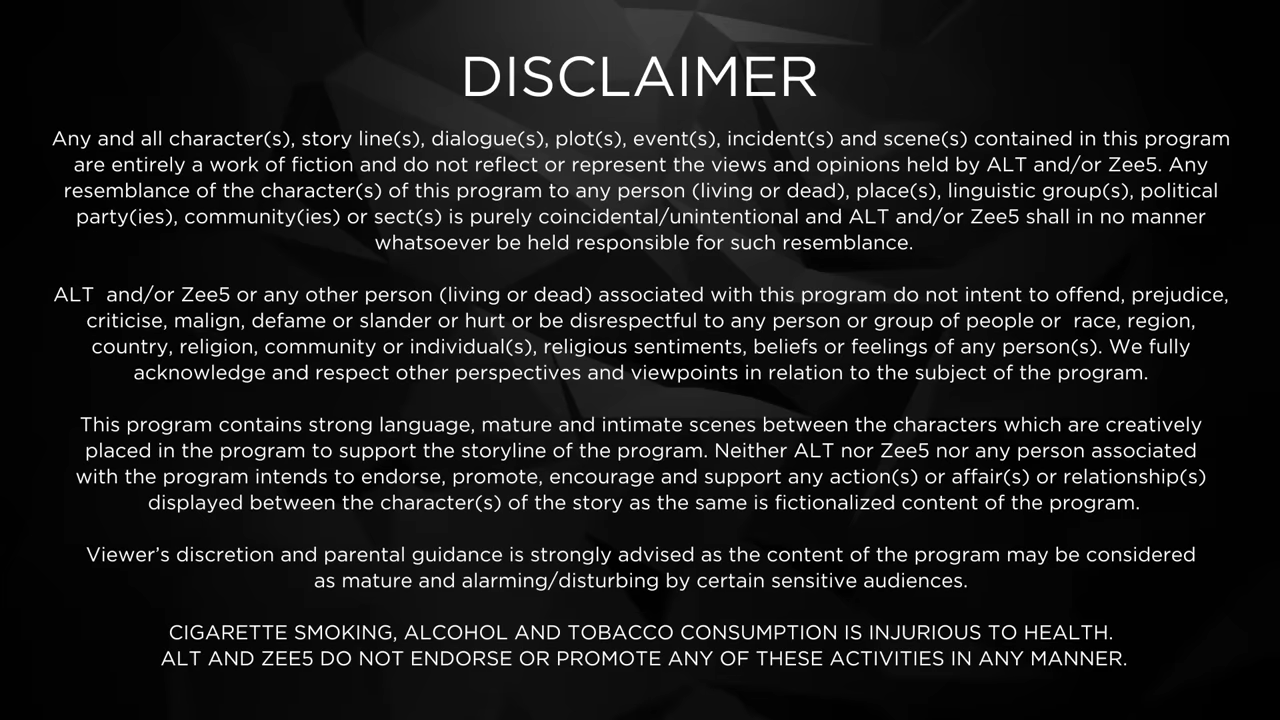 DISCLAIMER
Any and all character(s), story line(s), dialogue(s), plot(s), event(s), incident(s) and scene(s) contained in this program
are entirely a work of fiction and do not reflect or represent the views and opinions held by ALT and/or Zee5. Any
resemblance of the character(s) of this program to any person (living or dead), place(s), linguistic group(s), political
party(ies), community(ies) or sect(s) is purely coincidental/unintentional and ALT and/or Zee5 shall in no manner
whatsoever be held responsible for such resemblance.
ALT and/or Zee5 or any other person (living or dead) associated with this program do not intent to offend, prejudice,
criticise, malign, defame or slander or hurt or be disrespectful to any person or group of people or race, region,
country, religion, community or individual(s), religious sentiments, beliefs or feelings of any person(s). We fully
acknowledge and respect other perspectives and viewpoints in relation to the subject of the program.
This program contains strong language, mature and intimate scenes between the characters which are creatively
placed in the program to support the storyline of the program. Neither ALT nor Zee5 nor any person associated
with the program intends to endorse, promote, encourage and support any action(s) or affair(s) or relationship(s)
displayed between the character(s) of the story as the same is fictionalized content of the program.
Viewer’s discretion and parental guidance is strongly advised as the content of the program may be considered
as mature and alarming/disturbing by certain sensitive audiences.
CIGARETTE SMOKING, ALCOHOL AND TOBACCO CONSUMPTION IS INJURIOUS TO HEALTH.
ALT AND ZEE5 DO NOT ENDORSE OR PROMOTE ANY OF THESE ACTIVITIES IN ANY MANNER.